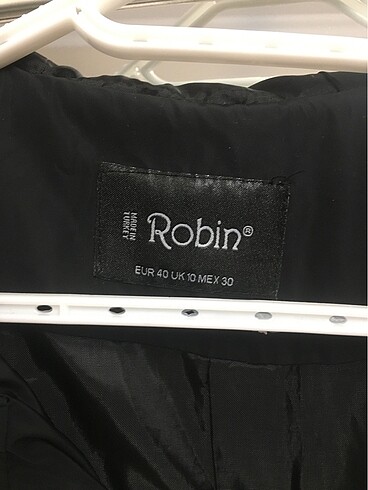 MADE IN
TURKEY
Robin®
EUR 40 UK 10 MEX 30